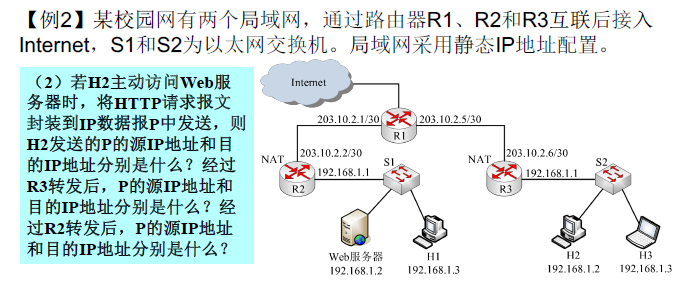 【例2】某校园网有两个局域网，通过路由器R1、R2和R3互联后接入
Internet，S1和S2为以太网交换机。局域网采用静态IP地址配置。
（2）若H2主动访问Web服
务器时，将HTTP请求报文
封装到IP数据报P中发送，则
H2发送的P的源IP地址和目
的IP地址分别是什么？经过
R3转发后，P的源IP地址和
目的IP地址分别是什么？经
过R2转发后，P的源IP地址
和目的IP地址分别是什么？
Internet
203.10.2.1/30
203.10.2.5/30
R1
NAT
203.10.2.2/30
S1
192.168.1.1
R2
NAT
203.10.2.6/30
S2
192.168.1.1
R3
Web服务器
192.168.1.2
H1
192.168.1.3
H2
192.168.1.2
H3
192.168.1.3